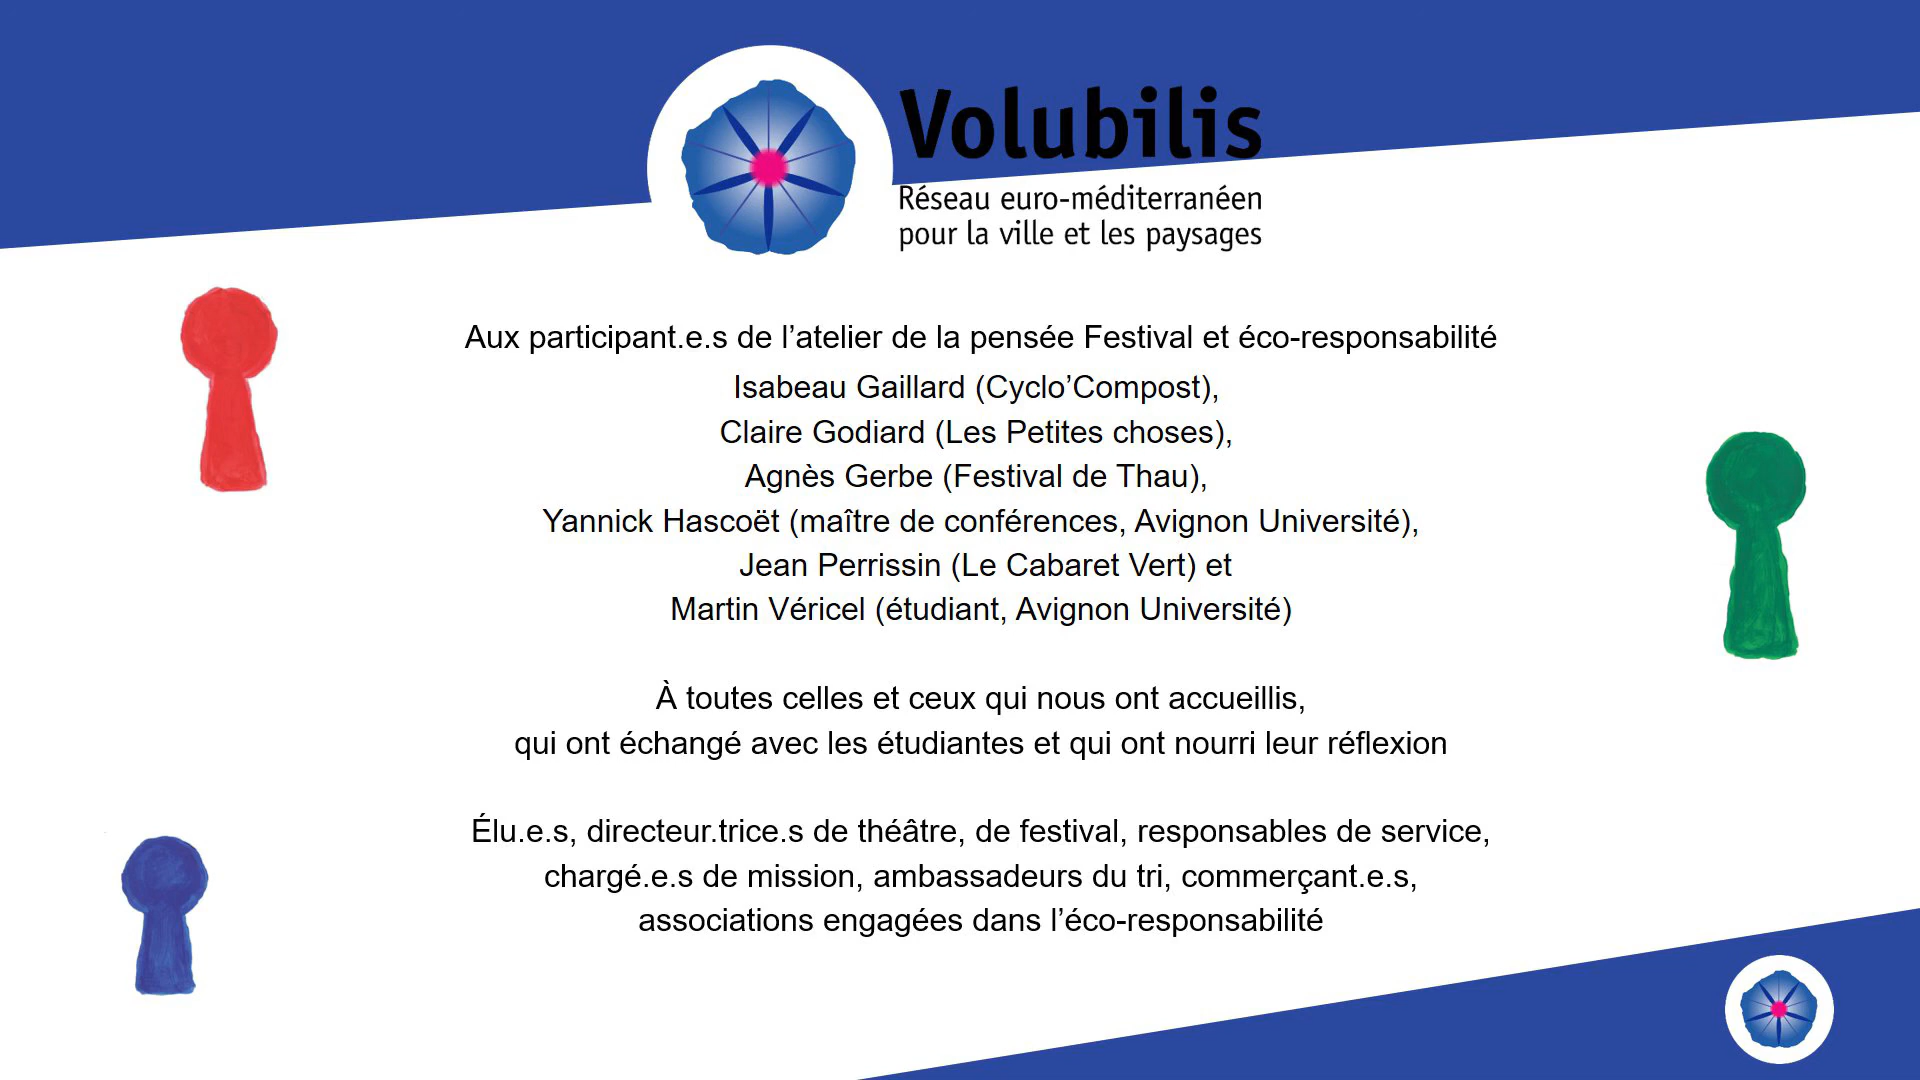 Volubilis
Réseau euro-méditerranéen
pour la ville et les paysages
Aux participant.e.s de l’atelier de la pensée Festival et éco-responsabilité
Isabeau Gaillard (Cyclo’Compost),
Claire Godiard (Les Petites choses),
Agnès Gerbe (Festival de Thau),
Yannick Hascoët (maître de conférences, Avignon Université),
Jean Perrissin (Le Cabaret Vert) et
Martin Véricel (étudiant, Avignon Université)
À toutes celles et ceux qui nous ont accueillis,
qui ont échangé avec les étudiantes et qui ont nourri leur réflexion
Élu.e.s, directeur.trice.s de théâtre, de festival, responsables de service,
chargé.e.s de mission, ambassadeurs du tri, commerçant.e.s,
associations engagées dans l’éco-responsabilité